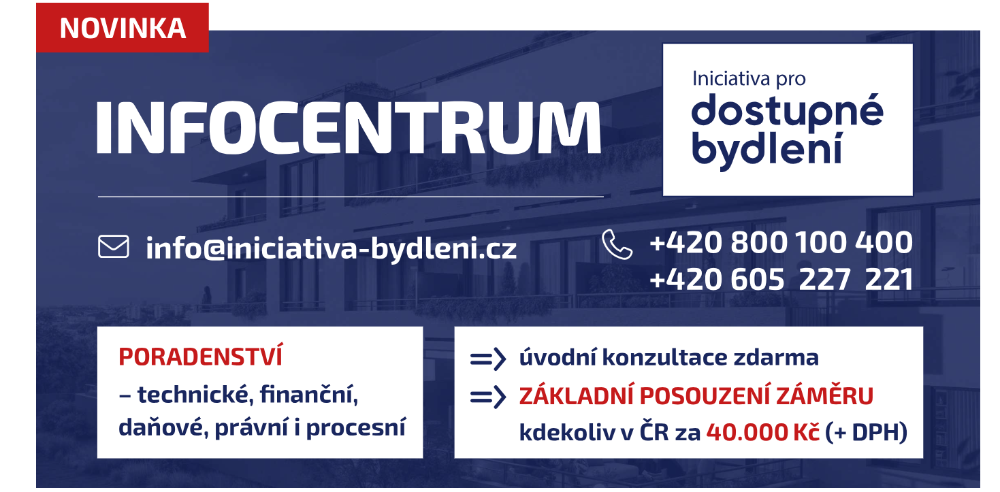 NOVINKA
INFOCENTRUM
Iniciativa pro
dostupné
bydlení
info@iniciativa-bydleni.cz
+420 800 100 400
+420 605 227 221
PORADENSTVÍ
– technické, finanční,
daňové, právní i procesní
=> úvodní konzultace zdarma
=> ZÁKLADNÍ POSOUZENÍ ZÁMĚRU
kdekoliv v ČR za 40.000 Kč (+ DPH)